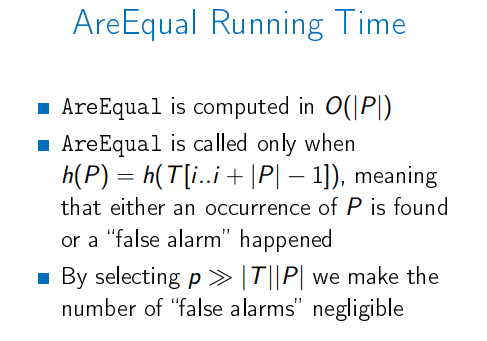 AreEqual Running Time
AreEqual is computed in O(|P|)
AreEqual is called only when
h(P) = h(T[i..i + |P| − 1]), meaning
that either an occurrence of P is found
or a “false alarm” happened
By selecting p ≫ |T||P| we make the
number of “false alarms” negligible